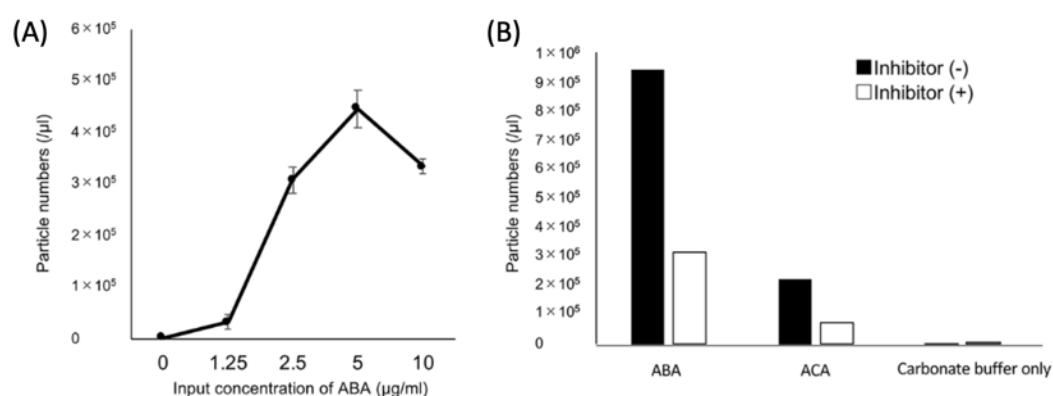 (A)
Particle numbers (/μl)
6×10⁵
5×10⁵
4×10⁵
3×10⁵
2×10⁵
1×10⁵
0
0 1.25 2.5 5 10
Input concentration of ABA (μg/ml)
(B)
Particle numbers (/μl)
1×10⁶
9×10⁵
8×10⁵
7×10⁵
6×10⁵
5×10⁵
4×10⁵
3×10⁵
2×10⁵
1×10⁵
0
Inhibitor (-)
Inhibitor (+)
ABA ACA Carbonate buffer only